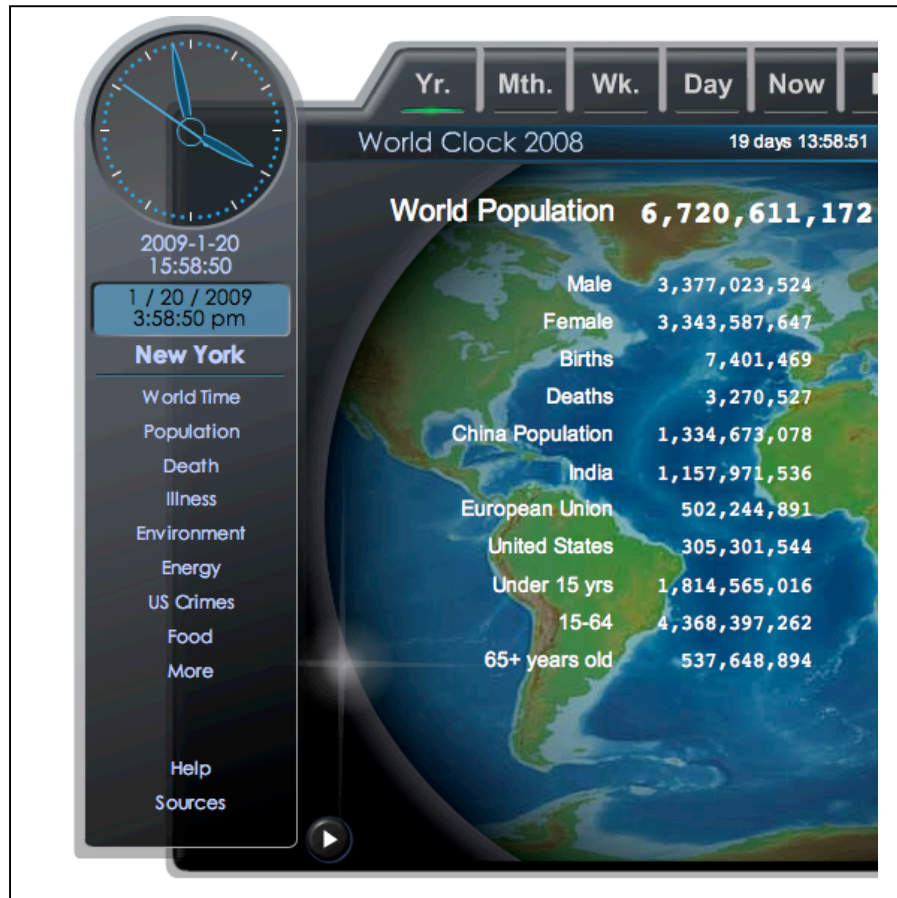 Yr. Mth. Wk. Day Now
World Clock 2008 19 days 13:58:51
World Population 6,720,611,172
Male 3,377,023,524
Female 3,343,587,647
Births 7,401,469
Deaths 3,270,527
China Population 1,334,673,078
India 1,157,971,536
European Union 502,244,891
United States 305,301,544
Under 15 yrs 1,814,565,016
15-64 4,368,397,262
65+ years old 537,648,894
2009-1-20
15:58:50
1 / 20 / 2009
3:58:50 pm
New York
World Time
Population
Death
Illness
Environment
Energy
US Crimes
Food
More
Help
Sources